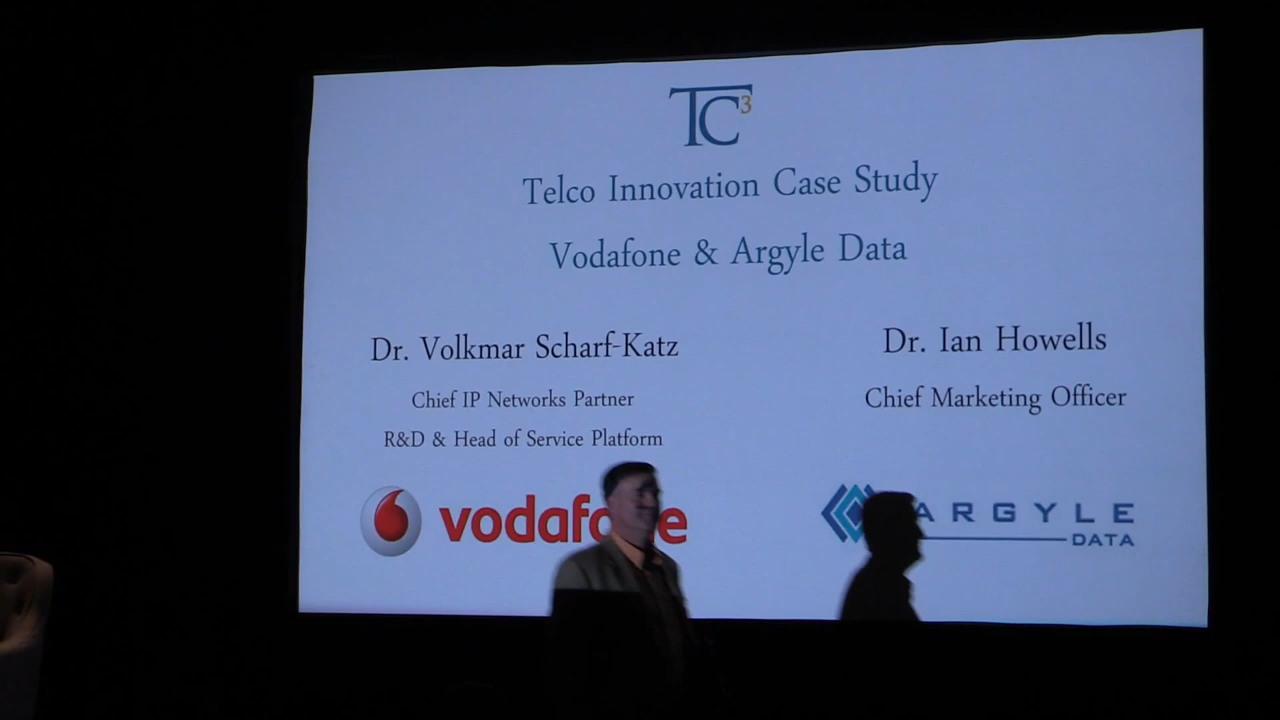 TC3
Telco Innovation Case Study
Vodafone & Argyle Data
Dr. Volkmar Scharf-Katz
Chief IP Networks Partner
R&D & Head of Service Platform
Dr. Ian Howells
Chief Marketing Officer
vodafone
ARGYLE
DATA